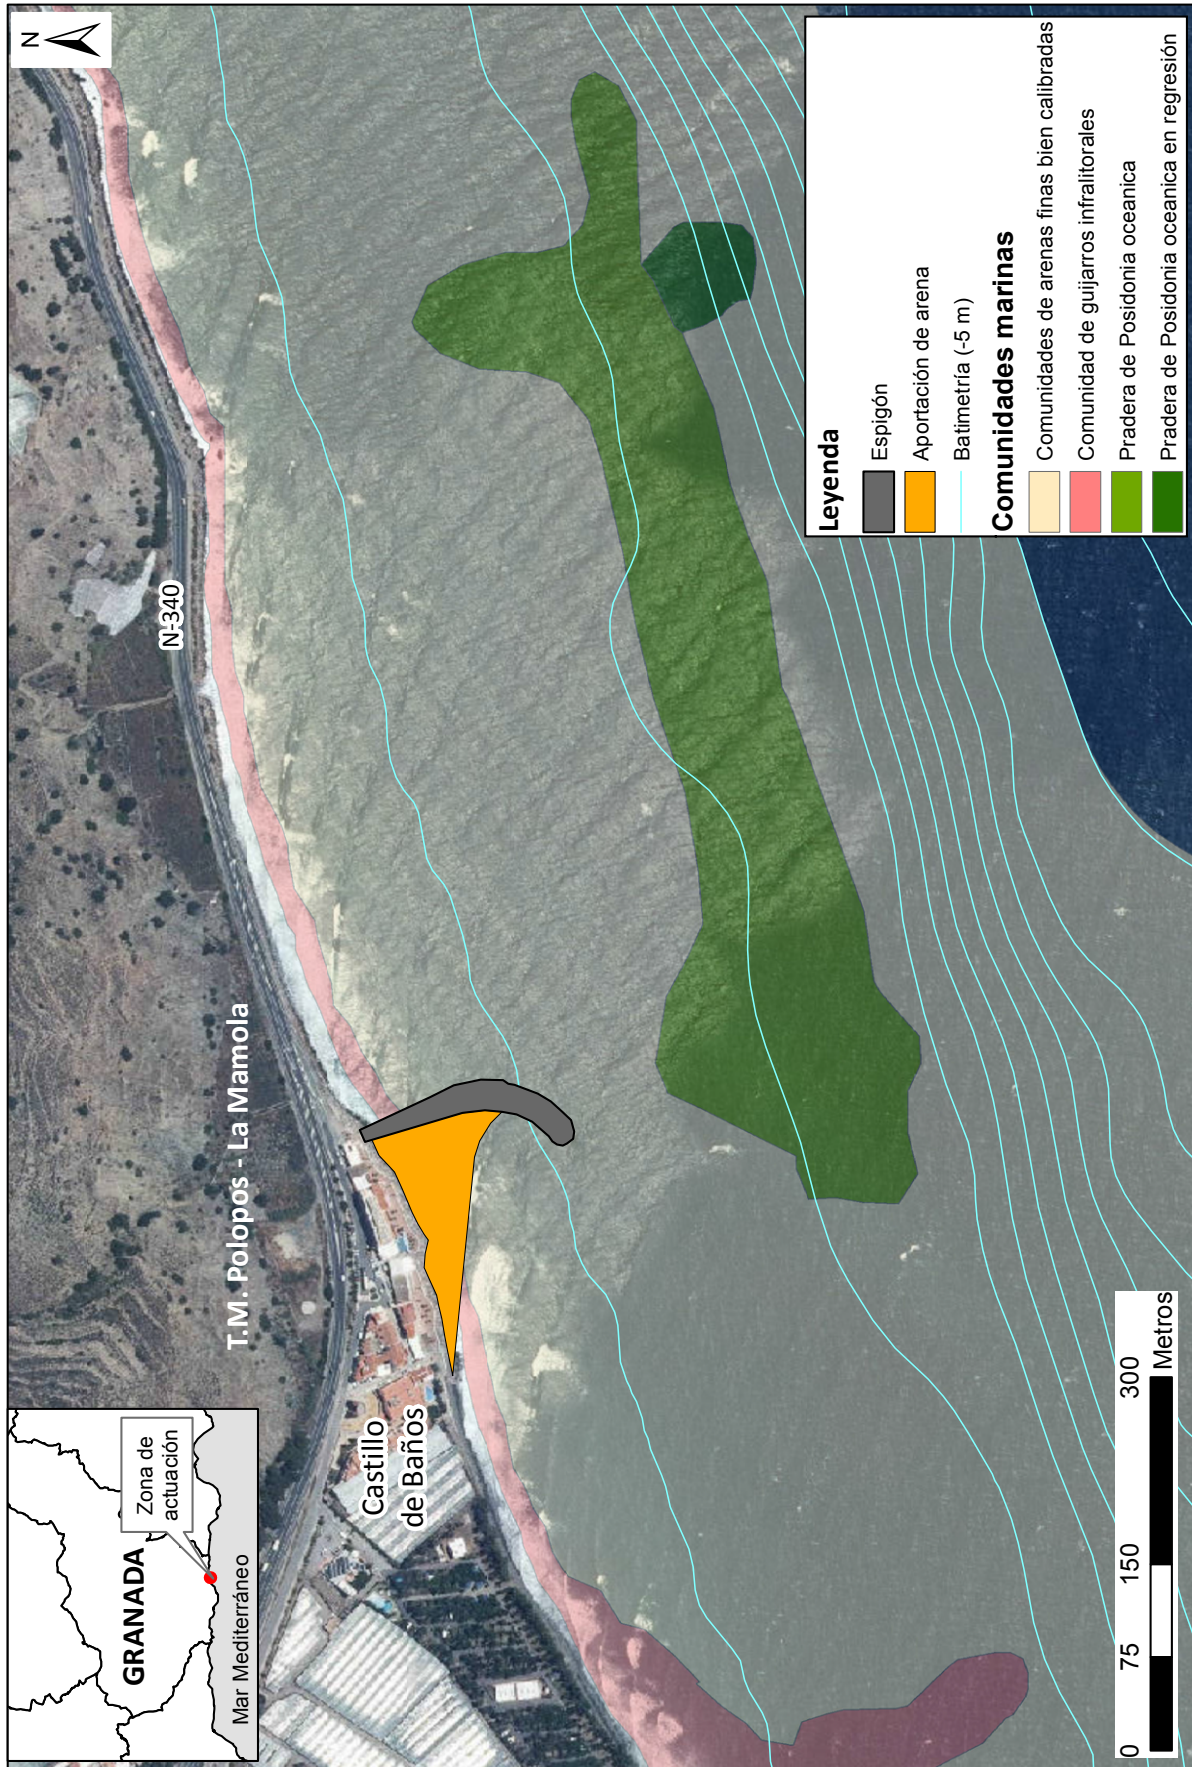 N
GRANADA
Zona de
actuación
Mar Mediterráneo
T.M. Polopos - La Mamola
N-340
Castillo
de Baños
0 75 150 300
Metros
Leyenda
Espigón
Aportación de arena
Batimetría (-5 m)
Comunidades marinas
Comunidades de arenas finas bien calibradas
Comunidad de guijarros infralitorales
Pradera de Posidonia oceanica
Pradera de Posidonia oceanica en regresión